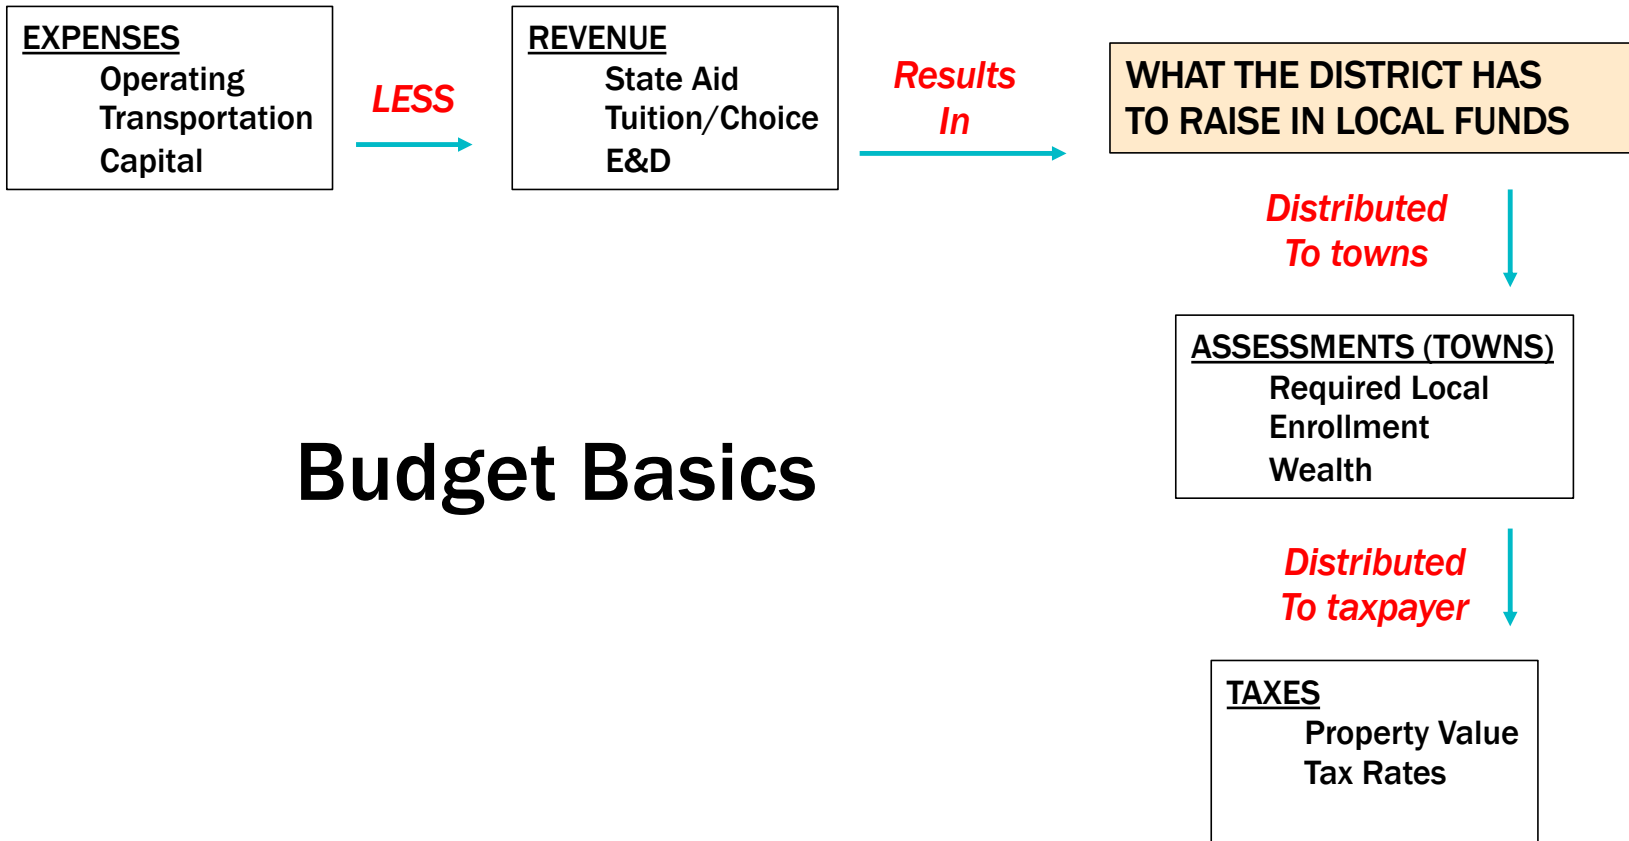 EXPENSES
Operating
Transportation
Capital
LESS
REVENUE
State Aid
Tuition/Choice
E&D
Results
In
WHAT THE DISTRICT HAS
TO RAISE IN LOCAL FUNDS
Distributed
To towns
ASSESSMENTS (TOWNS)
Required Local
Enrollment
Wealth
Budget Basics
Distributed
To taxpayer
TAXES
Property Value
Tax Rates